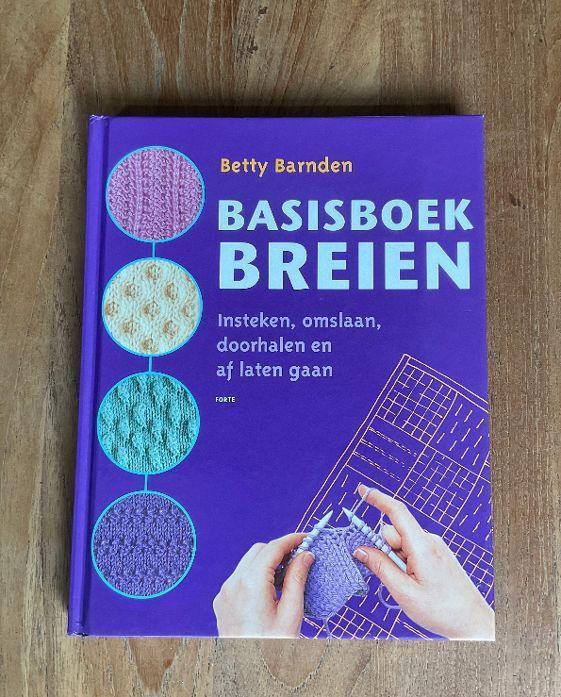 Betty Barnden
BASISBOEK
BREIEN
Insteken, omslaan,
doorhalen en
af laten gaan
FORTE